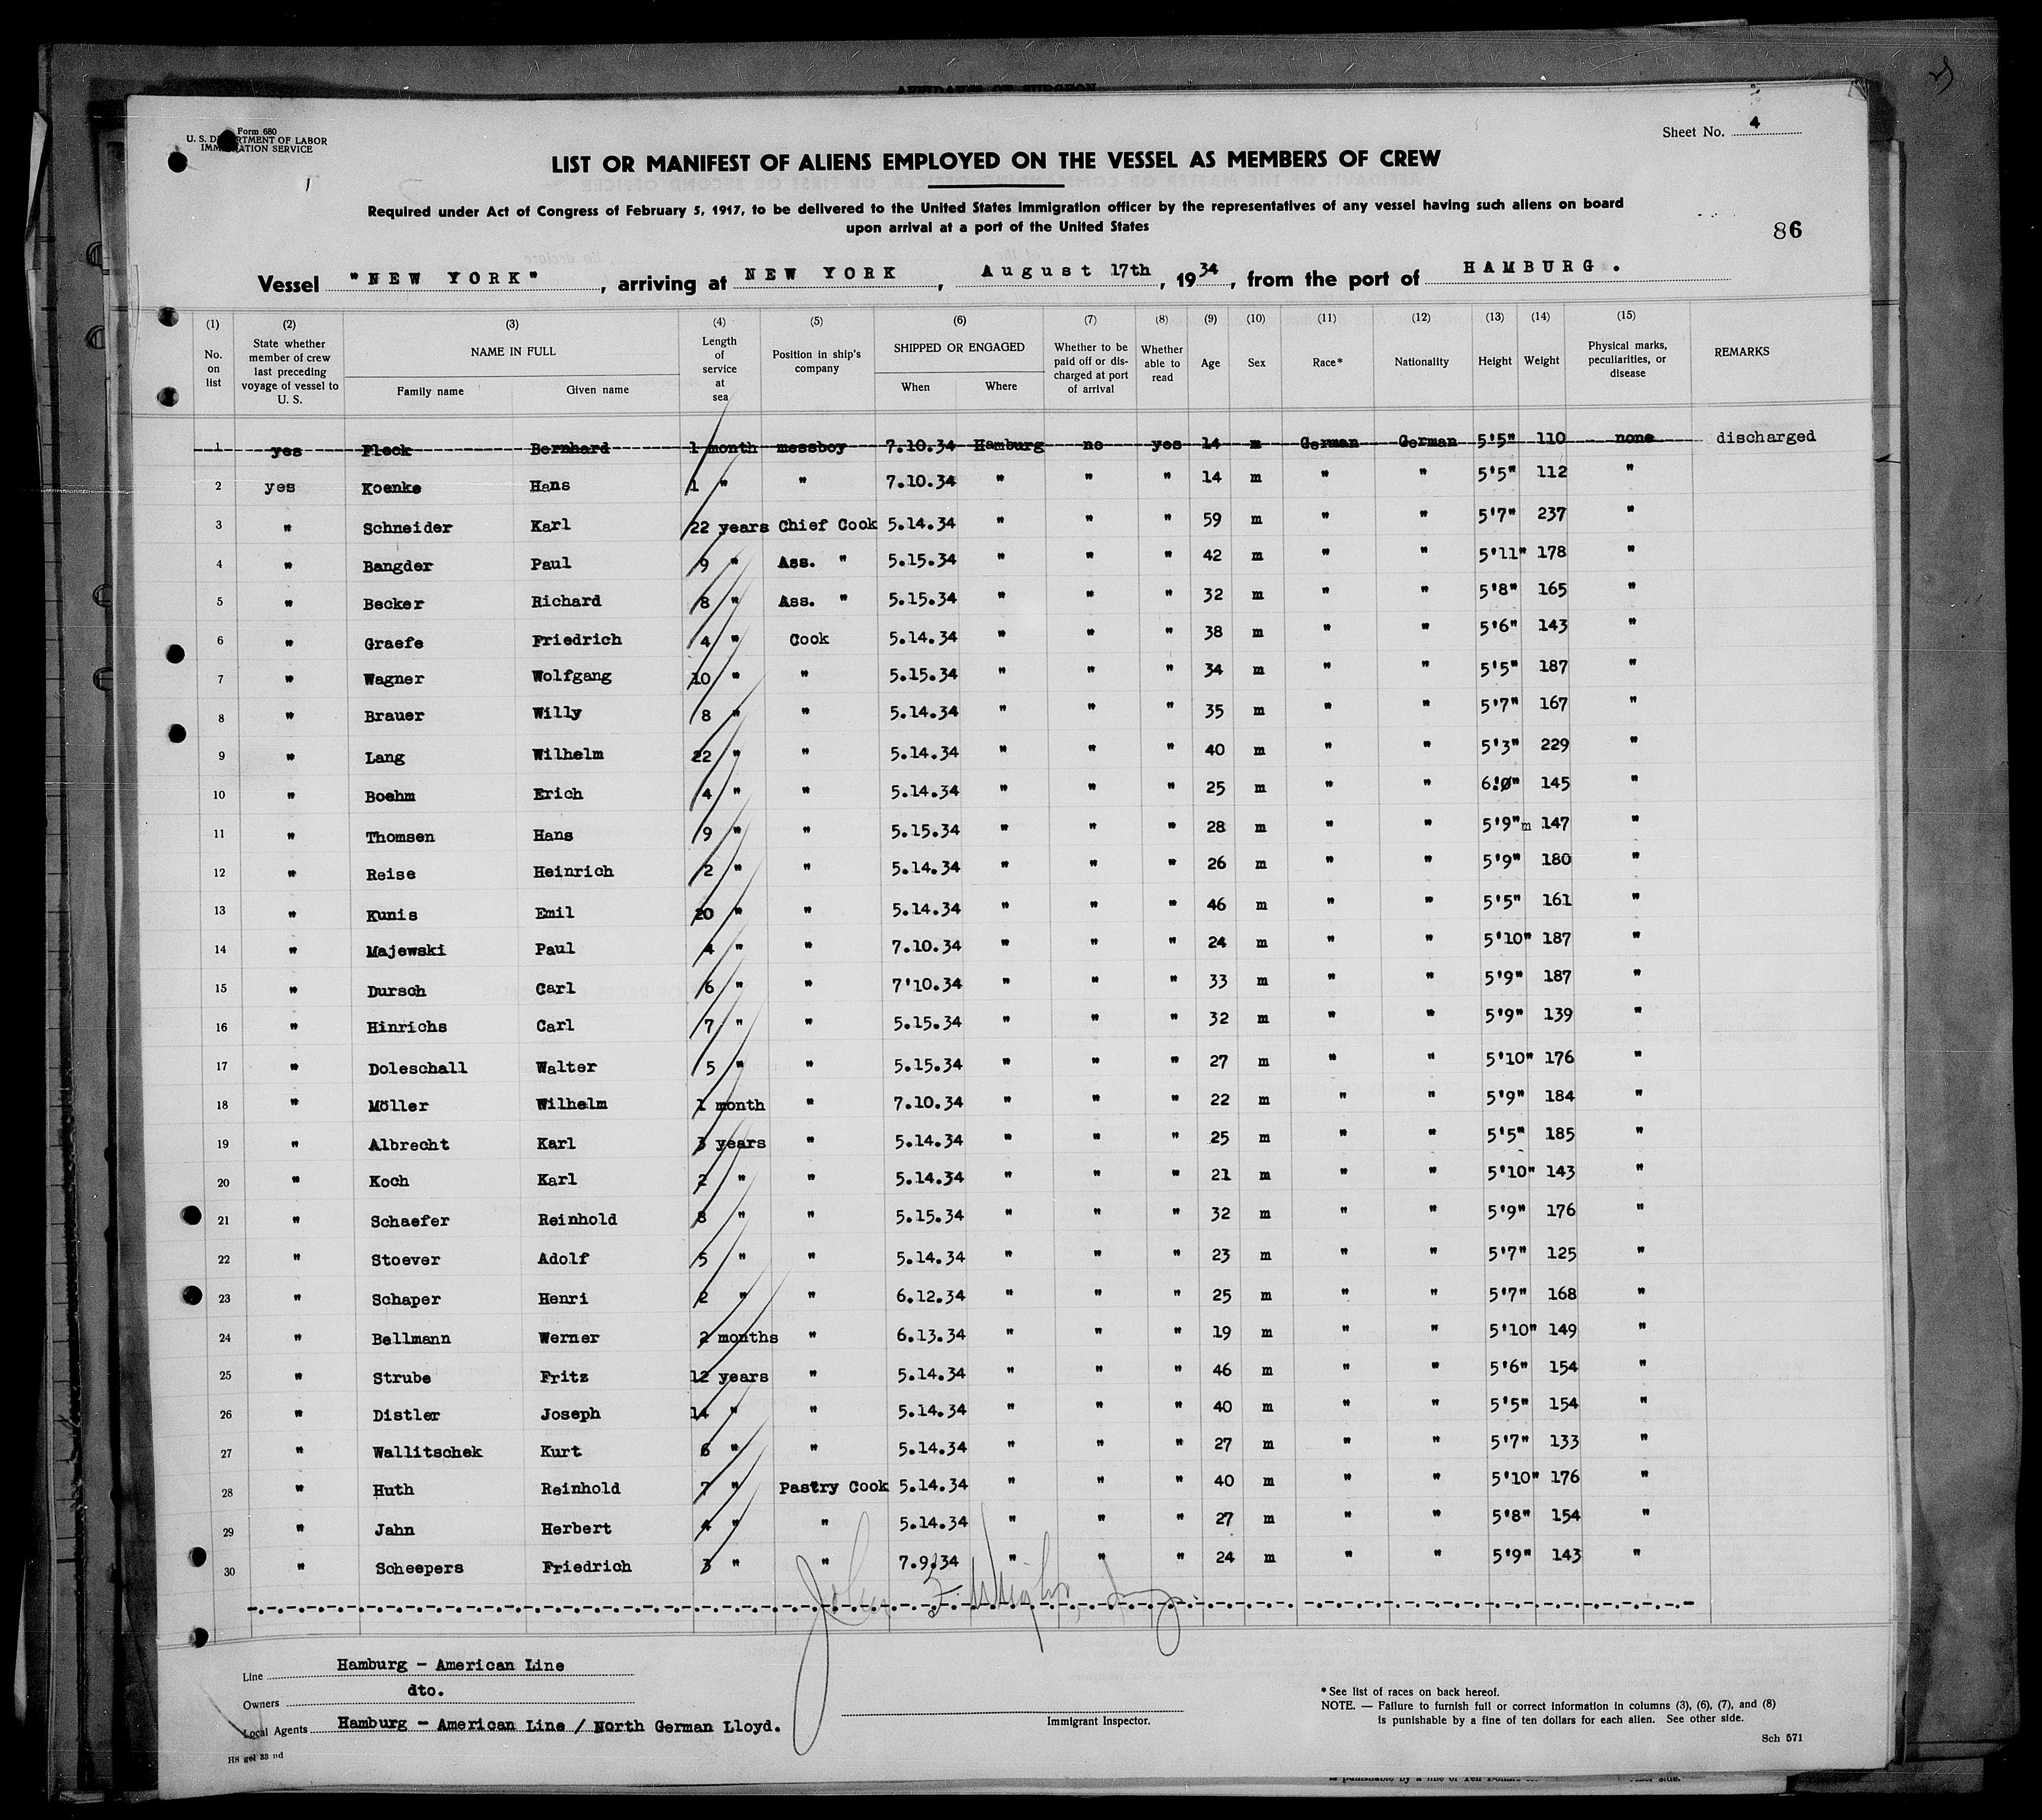 Form 680
U. S. DEPARTMENT OF LABOR
IMMIGRATION SERVICE
Sheet No. 4
LIST OR MANIFEST OF ALIENS EMPLOYED ON THE VESSEL AS MEMBERS OF CREW
Required under Act of Congress of February 5, 1917, to be delivered to the United States immigration officer by the representatives of any vessel having such aliens on board
upon arrival at a port of the United States
86
Vessel "NEW YORK", arriving at NEW YORK, August 17th, 1934, from the port of HAMBURG.
(1) (2) (3) (4) (5) (6) (7) (8) (9) (10) (11) (12) (13) (14) (15)
No. on list State whether member of crew last preceding voyage of vessel to U. S. NAME IN FULL Length of service at sea Position in ship's company SHIPPED OR ENGAGED Whether to be paid off or discharged at port of arrival Whether able to read Age Sex Race* Nationality Height Weight Physical marks, peculiarities, or disease REMARKS
Family name Given name When Where
1 yes Fleck Bernhard 1 month messboy 7.10.34 Hamburg no yes 14 m German German 5'5" 110 none discharged
2 yes Koenke Hans 1 " " 7.10.34 " " " 14 m " " 5'5" 112 "
3 " Schneider Karl 22 years Chief Cook 5.14.34 " " " 59 m " " 5'7" 237 "
4 " Bangder Paul 9 " Ass. " 5.15.34 " " " 42 m " " 5'11" 178 "
5 " Becker Richard 8 " Ass. " 5.15.34 " " " 32 m " " 5'8" 165 "
6 " Graefe Friedrich 4 " Cook 5.14.34 " " " 38 m " " 5'6" 143 "
7 " Wagner Wolfgang 10 " " 5.15.34 " " " 34 m " " 5'5" 187 "
8 " Brauer Willy 8 " " 5.14.34 " " " 35 m " " 5'7" 167 "
9 " Lang Wilhelm 22 " " 5.14.34 " " " 40 m " " 5'3" 229 "
10 " Boehm Erich 4 " " 5.14.34 " " " 25 m " " 6'0" 145 "
11 " Thomsen Hans 9 " " 5.15.34 " " " 28 m " " 5'9"m 147 "
12 " Reise Heinrich 2 " " 5.14.34 " " " 26 m " " 5'9" 180 "
13 " Kunis Emil 20 " " 5.14.34 " " " 46 m " " 5'5" 161 "
14 " Majewski Paul 4 " " 7.10.34 " " " 24 m " " 5'10" 187 "
15 " Dursch Carl 6 " " 7'10.34 " " " 33 m " " 5'9" 187 "
16 " Hinrichs Carl 7 " " 5.15.34 " " " 32 m " " 5'9" 139 "
17 " Doleschall Walter 5 " " 5.15.34 " " " 27 m " " 5'10" 176 "
18 " Möller Wilhelm 1 month " 7.10.34 " " " 22 m " " 5'9" 184 "
19 " Albrecht Karl 3 years " 5.14.34 " " " 25 m " " 5'5" 185 "
20 " Koch Karl 2 " " 5.14.34 " " " 21 m " " 5'10" 143 "
21 " Schaefer Reinhold 8 " " 5.15.34 " " " 32 m " " 5'9" 176 "
22 " Stoever Adolf 5 " " 5.14.34 " " " 23 m " " 5'7" 125 "
23 " Schaper Henri 2 " " 6.12.34 " " " 25 m " " 5'7" 168 "
24 " Bellmann Werner 2 months " 6.13.34 " " " 19 m " " 5'10" 149 "
25 " Strube Fritz 12 years " 5.14.34 " " " 46 m " " 5'6" 154 "
26 " Distler Joseph 14 " " 5.14.34 " " " 40 m " " 5'5" 154 "
27 " Wallitschek Kurt 6 " " 5.14.34 " " " 27 m " " 5'7" 133 "
28 " Huth Reinhold 7 " Pastry Cook 5.14.34 " " " 40 m " " 5'10" 176 "
29 " Jahn Herbert 4 " " 5.14.34 " " " 27 m " " 5'8" 154 "
30 " Scheepers Friedrich 3 " " 7.9.34 " " " 24 m " " 5'9" 143 "
Line Hamburg - American Line
Owners dto.
Local Agents Hamburg - American Line / North German Lloyd.
Immigrant Inspector.
* See list of races on back hereof.
NOTE. — Failure to furnish full or correct information in columns (3), (6), (7), and (8)
is punishable by a fine of ten dollars for each alien. See other side.
Sch 571